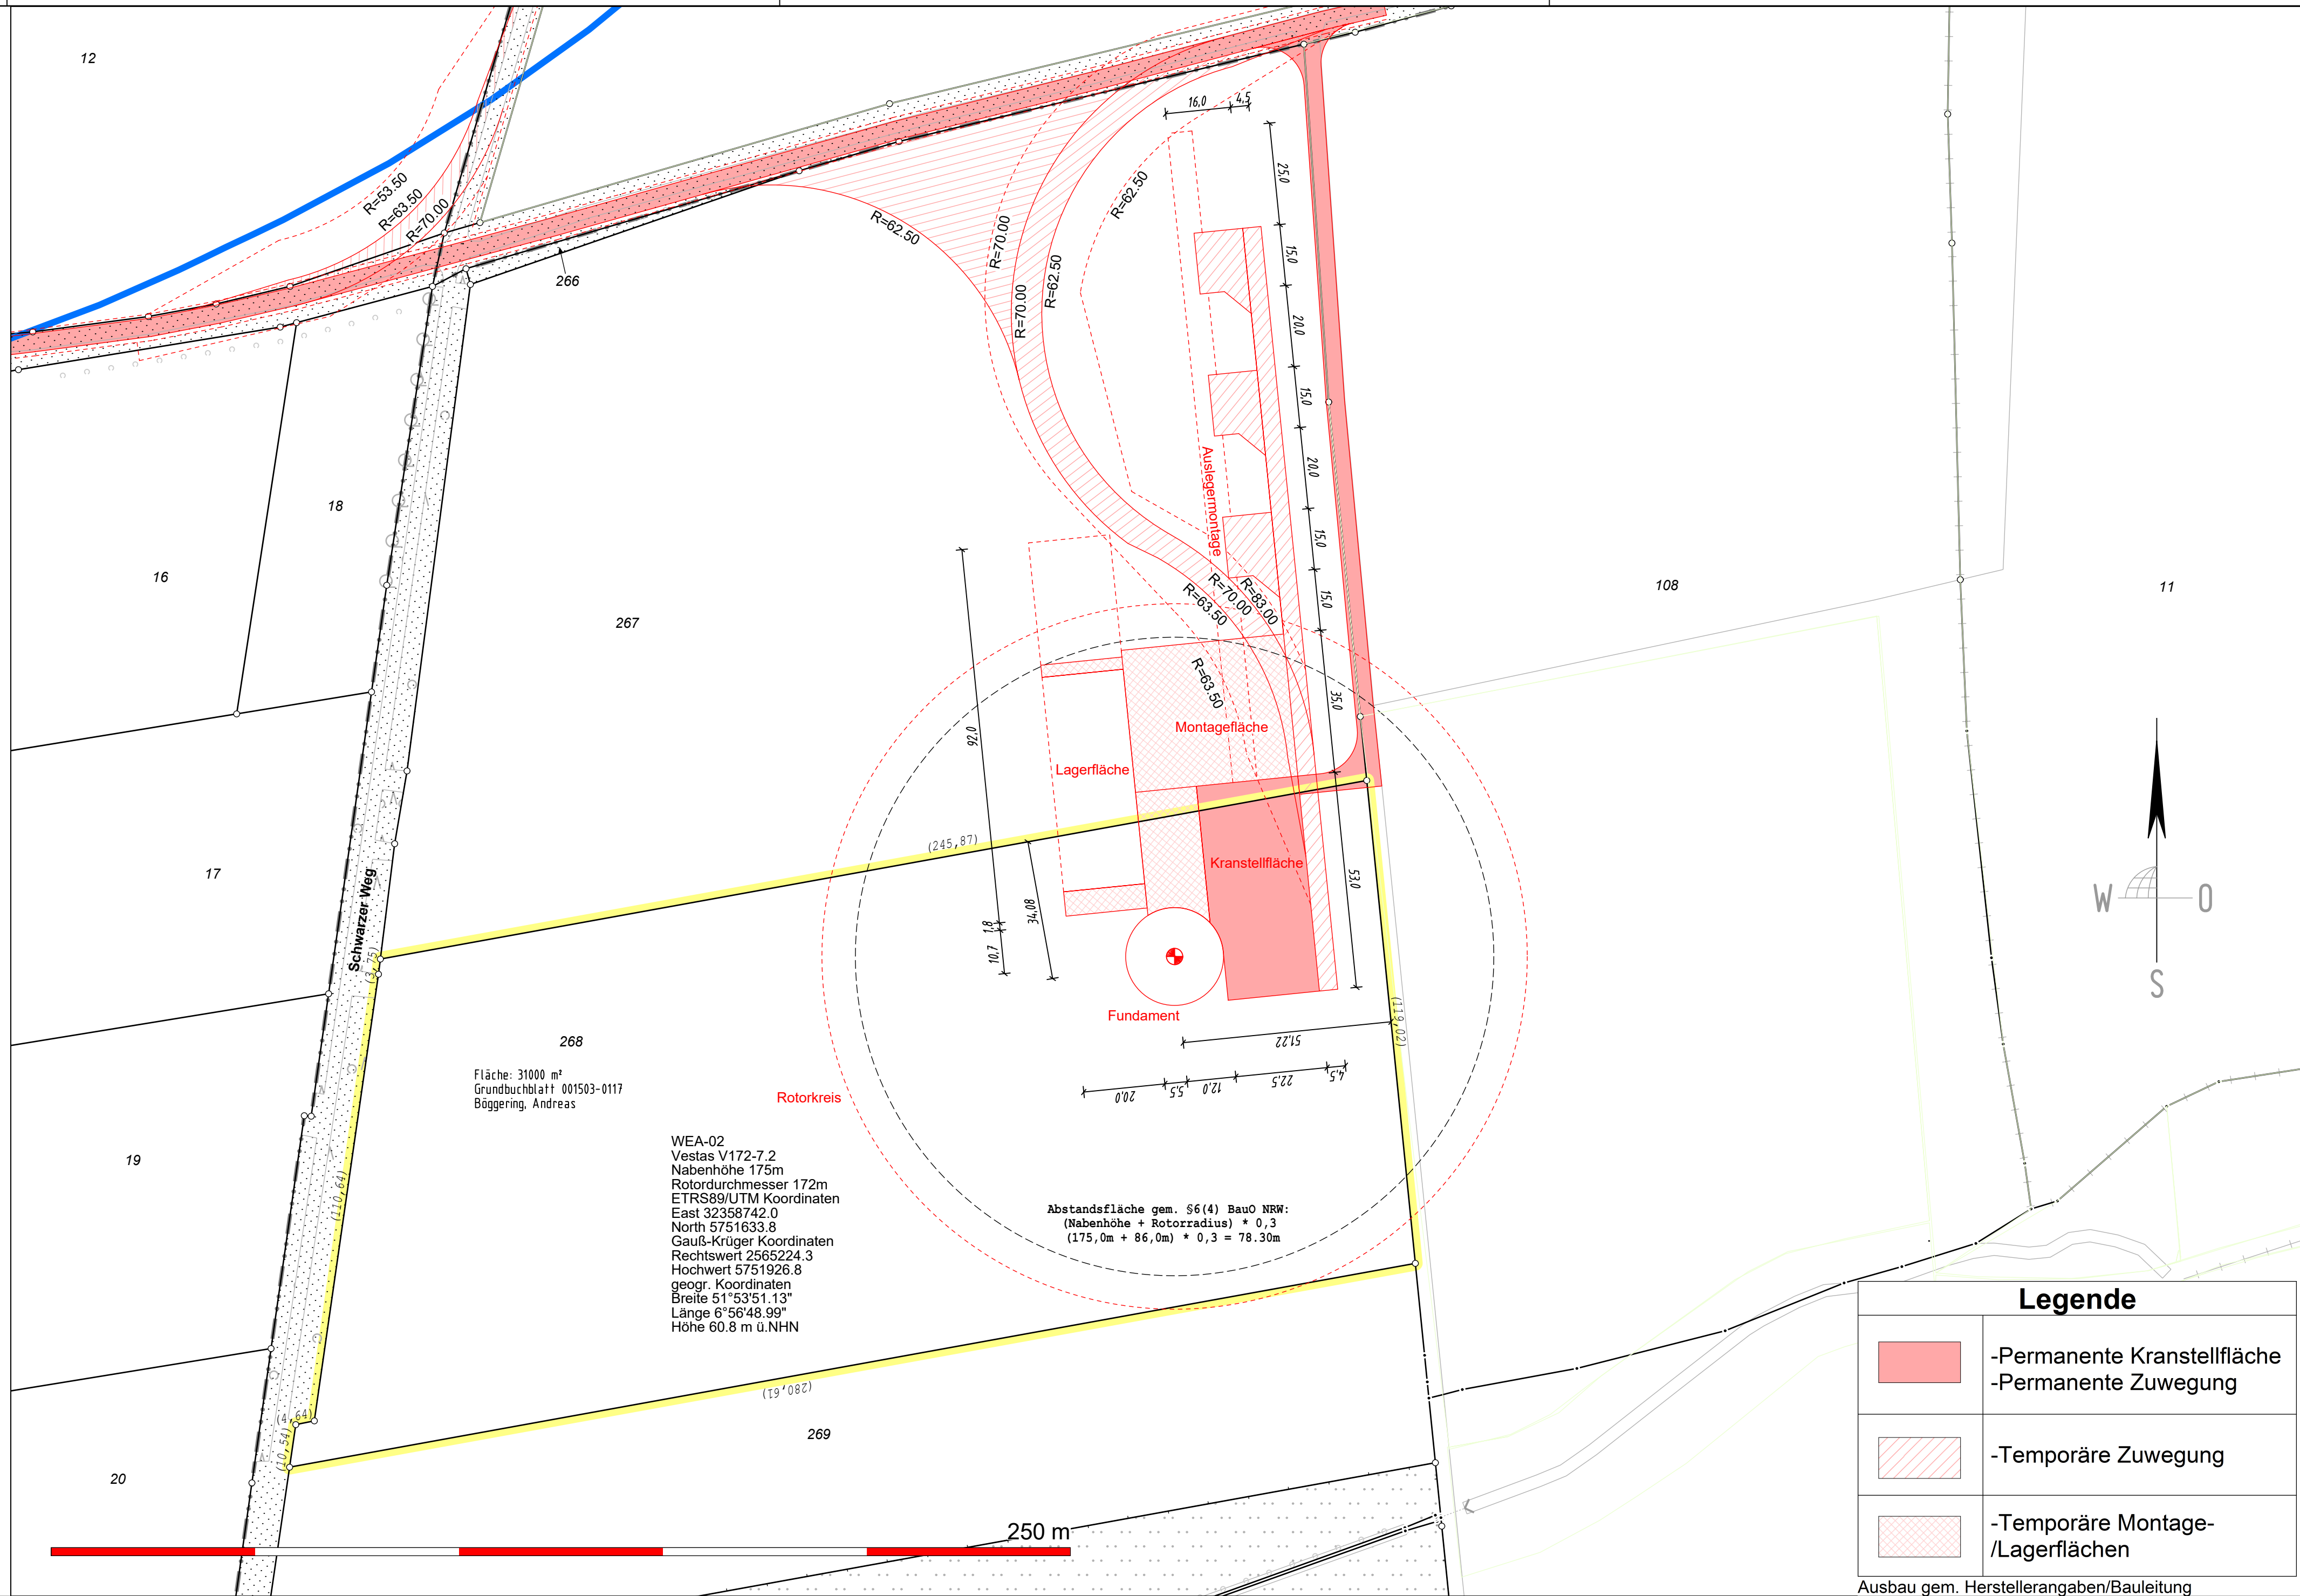 12
16,0
4,5
25,0
R=53.50
R=63.50
R=70.00
R=62.50
R=62.50
R=70.00
R=62.50
R=70.00
266
15,0
20,0
15,0
20,0
15,0
15,0
35,0
53,0
Auslegermontage
18
16
267
108
11
R=83.00
R=70.00
R=63.50
R=63.50
Montagefläche
Lagerfläche
92,0
(245,87)
Kranstellfläche
17
Schwarzer Weg
(3,75)
34,08
1,8
10,7
W
O
S
Fundament
(119,02)
51,22
268
Fläche: 31000 m²
Grundbuchblatt 001503-0117
Böggering, Andreas
Rotorkreis
20,0
5,5
12,0
22,5
4,5
19
(110,64)
WEA-02
Vestas V172-7.2
Nabenhöhe 175m
Rotordurchmesser 172m
ETRS89/UTM Koordinaten
East 32358742.0
North 5751633.8
Gauß-Krüger Koordinaten
Rechtswert 2565224.3
Hochwert 5751926.8
geogr. Koordinaten
Breite 51°53'51.13"
Länge 6°56'48.99"
Höhe 60.8 m ü.NHN
Abstandsfläche gem. §6(4) BauO NRW:
(Nabenhöhe + Rotorradius) * 0,3
(175,0m + 86,0m) * 0,3 = 78.30m
(280,61)
(4,64)
(10,54)
269
20
250 m
Legende
-Permanente Kranstellfläche
-Permanente Zuwegung
-Temporäre Zuwegung
-Temporäre Montage-
/Lagerflächen
Ausbau gem. Herstellerangaben/Bauleitung